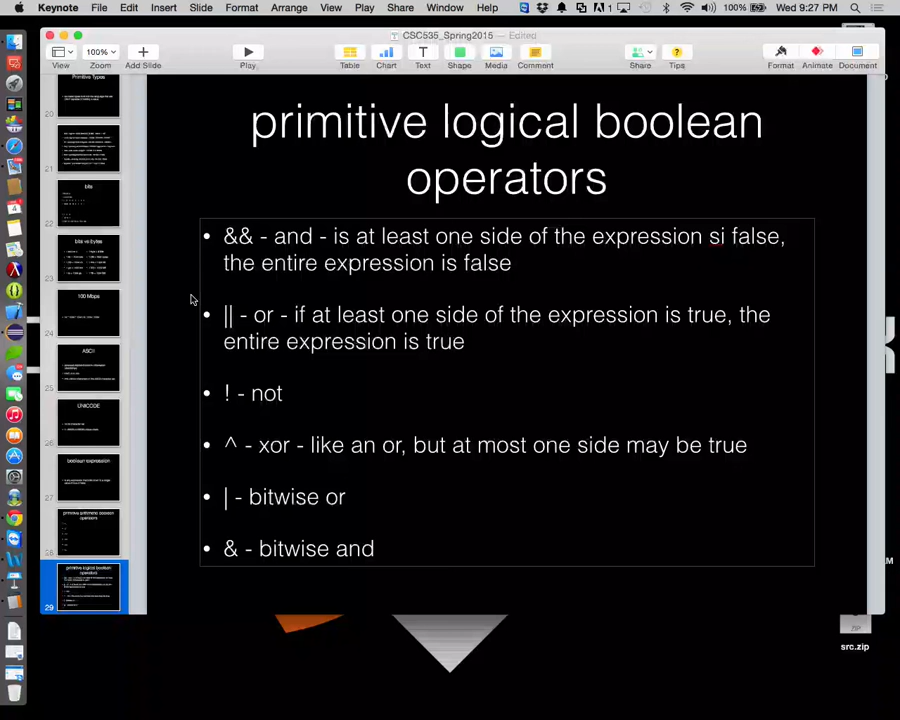 Keynote File Edit Insert Slide Format Arrange View Play Share Window Help 100% Wed 9:27 PM
CSC535_Spring2015 — Edited
100%
View Zoom Add Slide Play Table Chart Text Shape Media Comment Share Tips Format Animate Document
Primitive Types
20
21
bits
22
bits vs bytes
23
100 Mbps
24
ASCII
25
UNICODE
26
boolean expression
27
primitive arithmetic boolean
operators
28
primitive logical boolean
operators
29
primitive logical boolean
operators
• && - and - is at least one side of the expression si false,
the entire expression is false
• || - or - if at least one side of the expression is true, the
entire expression is true
• ! - not
• ^ - xor - like an or, but at most one side may be true
• | - bitwise or
• & - bitwise and
ZIP
src.zip